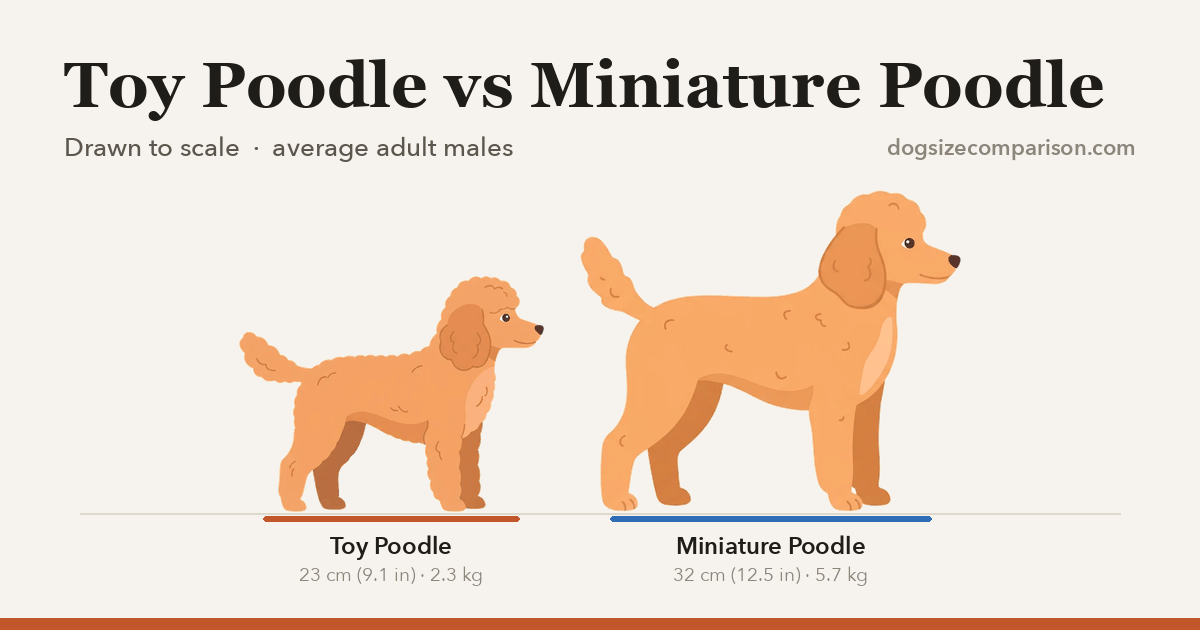 Toy Poodle vs Miniature Poodle
Drawn to scale · average adult males
dogsizecomparison.com
Toy Poodle
23 cm (9.1 in) · 2.3 kg
Miniature Poodle
32 cm (12.5 in) · 5.7 kg